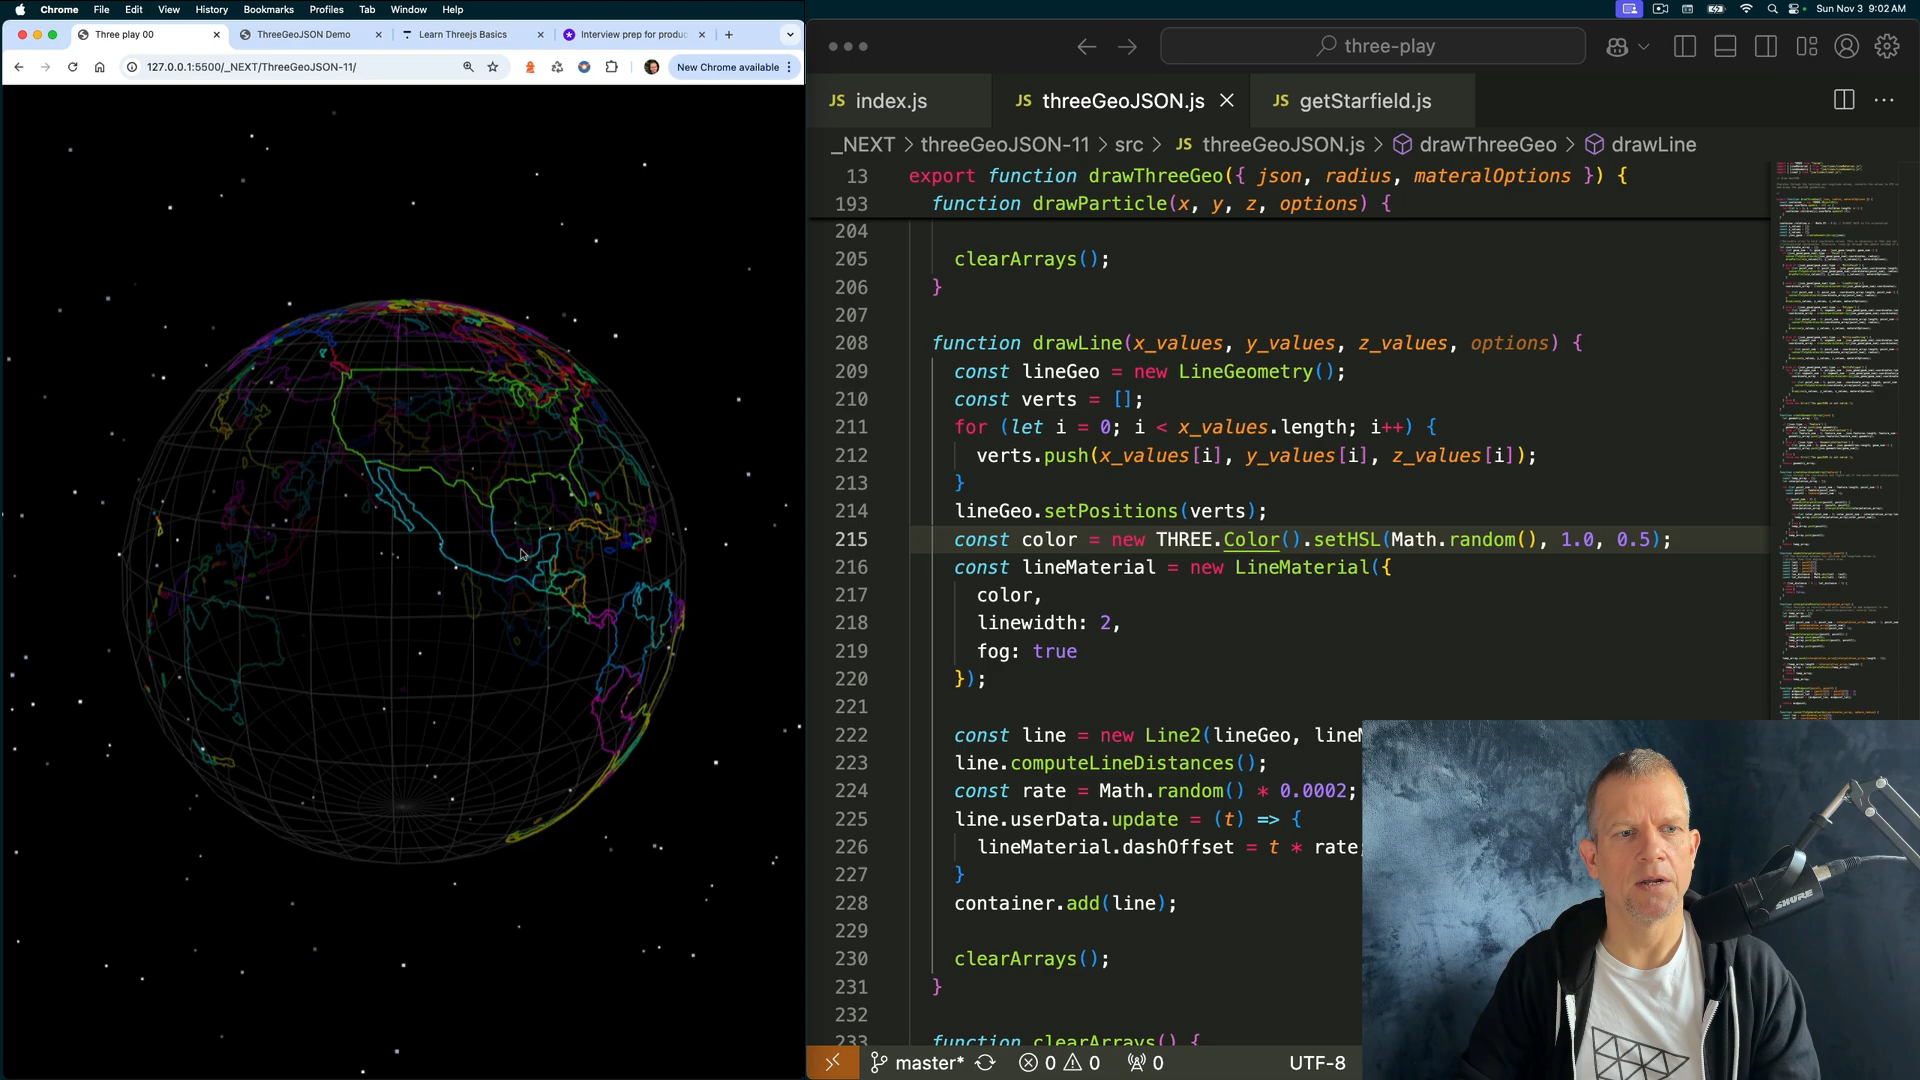 Chrome File Edit View History Bookmarks Profiles Tab Window Help
Sun Nov 3 9:02 AM
Three play 00
ThreeGeoJSON Demo
Learn Threejs Basics
Interview prep for produc
127.0.0.1:5500/_NEXT/ThreeGeoJSON-11/
New Chrome available
three-play
JS index.js
JS threeGeoJSON.js
JS getStarfield.js
_NEXT > threeGeoJSON-11 > src > JS threeGeoJSON.js > drawThreeGeo > drawLine
13 export function drawThreeGeo({ json, radius, materalOptions }) {
193 function drawParticle(x, y, z, options) {
204
205 clearArrays();
206 }
207
208 function drawLine(x_values, y_values, z_values, options) {
209 const lineGeo = new LineGeometry();
210 const verts = [];
211 for (let i = 0; i < x_values.length; i++) {
212 verts.push(x_values[i], y_values[i], z_values[i]);
213 }
214 lineGeo.setPositions(verts);
215 const color = new THREE.Color().setHSL(Math.random(), 1.0, 0.5);
216 const lineMaterial = new LineMaterial({
217 color,
218 linewidth: 2,
219 fog: true
220 });
221
222 const line = new Line2(lineGeo, lineM
223 line.computeLineDistances();
224 const rate = Math.random() * 0.0002;
225 line.userData.update = (t) => {
226 lineMaterial.dashOffset = t * rate;
227 }
228 container.add(line);
229
230 clearArrays();
231 }
232
233 function clearArrays() {
master* 0 0 0 UTF-8
SHURE